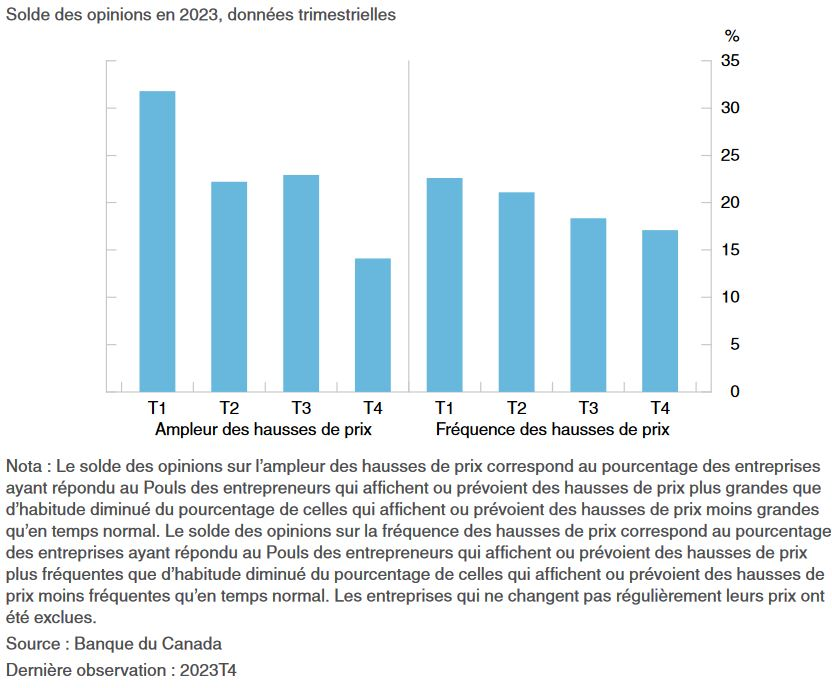 Solde des opinions en 2023, données trimestrielles
%
35
30
25
20
15
10
5
0
T1 T2 T3 T4 T1 T2 T3 T4
Ampleur des hausses de prix Fréquence des hausses de prix
Nota : Le solde des opinions sur l’ampleur des hausses de prix correspond au pourcentage des entreprises
ayant répondu au Pouls des entrepreneurs qui affichent ou prévoient des hausses de prix plus grandes que
d’habitude diminué du pourcentage de celles qui affichent ou prévoient des hausses de prix moins grandes
qu’en temps normal. Le solde des opinions sur la fréquence des hausses de prix correspond au pourcentage
des entreprises ayant répondu au Pouls des entrepreneurs qui affichent ou prévoient des hausses de prix
plus fréquentes que d’habitude diminué du pourcentage de celles qui affichent ou prévoient des hausses de
prix moins fréquentes qu’en temps normal. Les entreprises qui ne changent pas régulièrement leurs prix ont
été exclues.
Source : Banque du Canada
Dernière observation : 2023T4